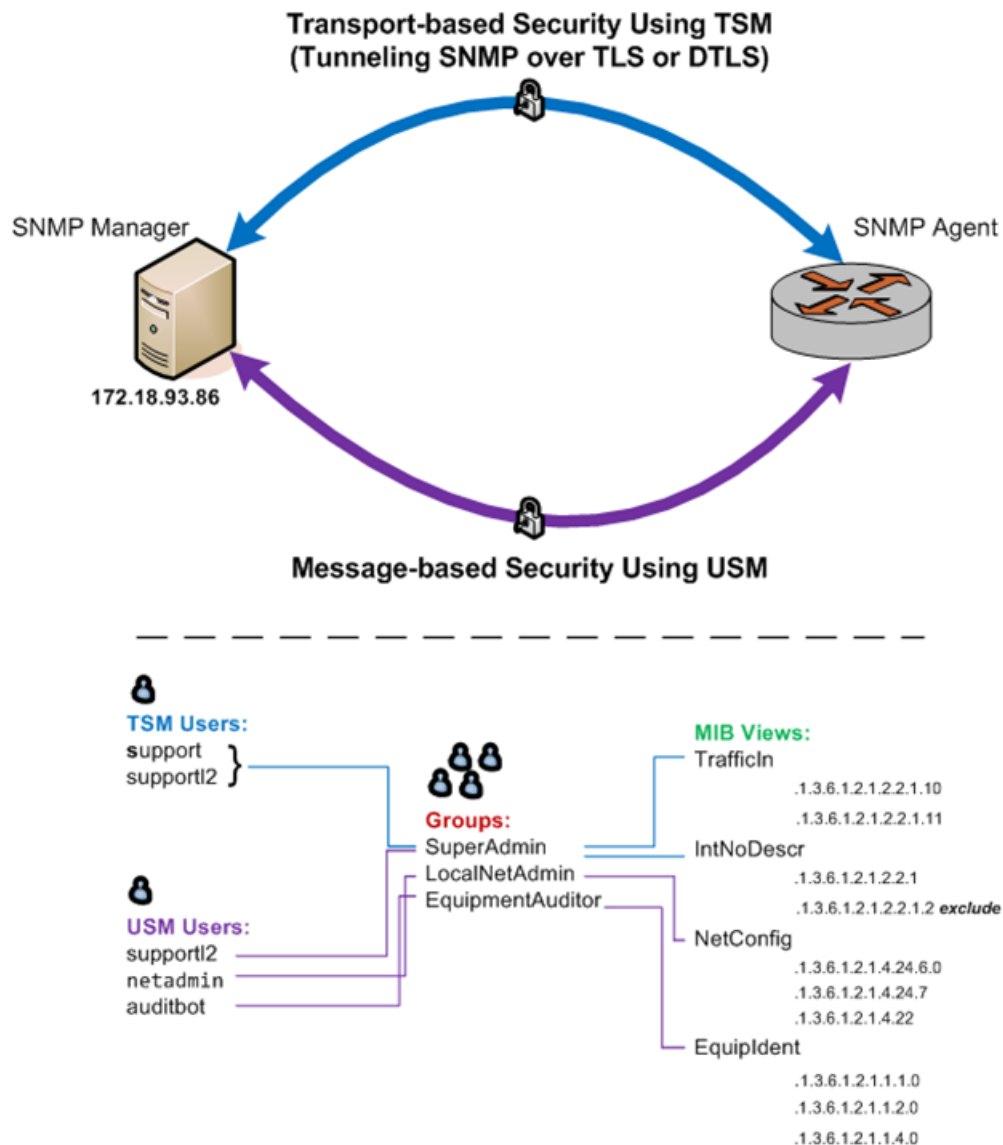 Transport-based Security Using TSM
(Tunneling SNMP over TLS or DTLS)
SNMP Manager
SNMP Agent
172.18.93.86
Message-based Security Using USM
TSM Users:
support
supportl2
}
USM Users:
supportl2
netadmin
auditbot
Groups:
SuperAdmin
LocalNetAdmin
EquipmentAuditor
MIB Views:
TrafficIn
.1.3.6.1.2.1.2.2.1.10
.1.3.6.1.2.1.2.2.1.11
IntNoDescr
.1.3.6.1.2.1.2.2.1
.1.3.6.1.2.1.2.2.1.2 exclude
NetConfig
.1.3.6.1.2.1.4.24.6.0
.1.3.6.1.2.1.4.24.7
.1.3.6.1.2.1.4.22
EquipIdent
.1.3.6.1.2.1.1.1.0
.1.3.6.1.2.1.1.2.0
.1.3.6.1.2.1.1.4.0